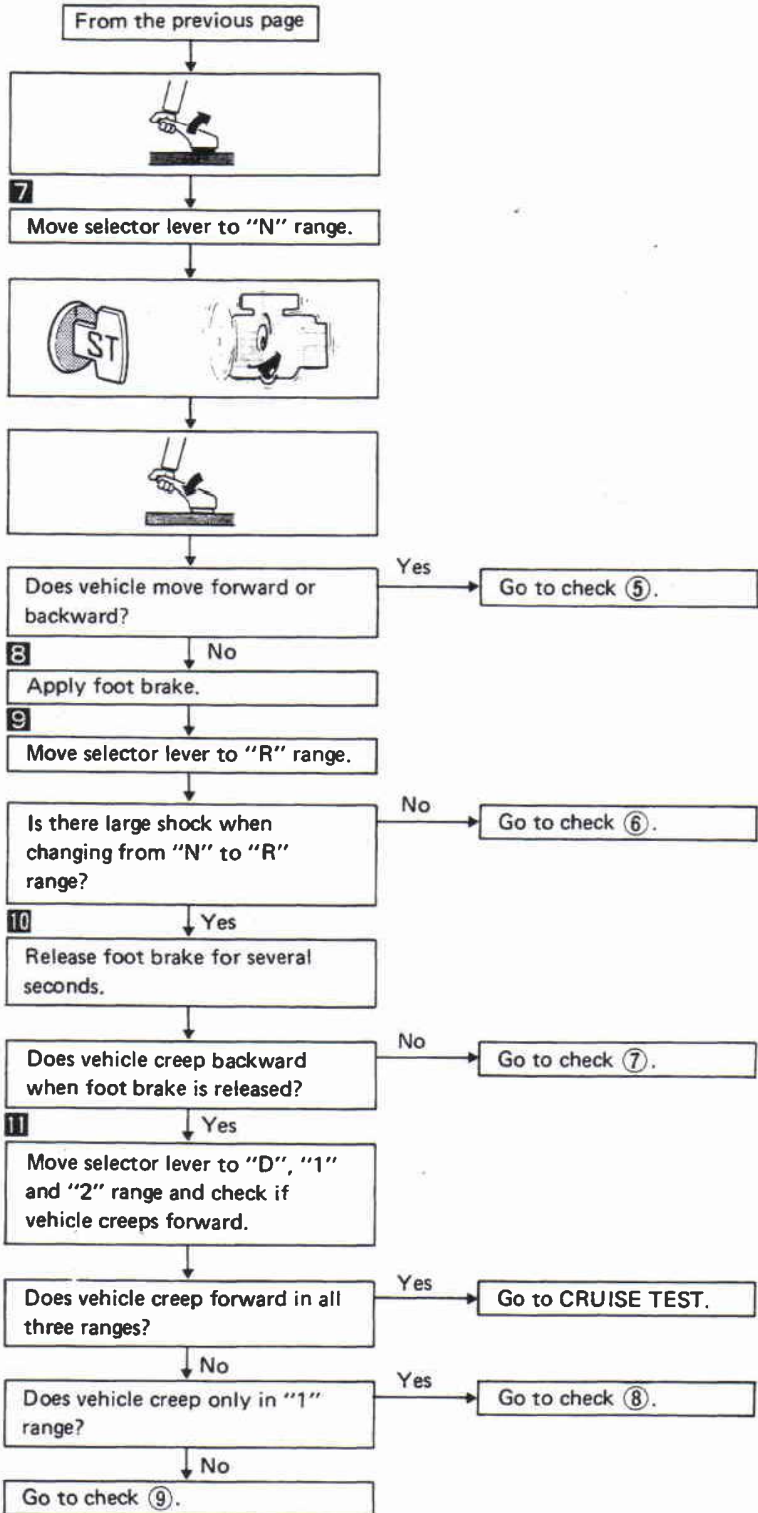 From the previous page
7
Move selector lever to “N” range.
ST
Does vehicle move forward or
backward?
Yes
Go to check ⑤.
No
8
Apply foot brake.
9
Move selector lever to “R” range.
Is there large shock when
changing from “N” to “R”
range?
No
Go to check ⑥.
Yes
10
Release foot brake for several
seconds.
Does vehicle creep backward
when foot brake is released?
No
Go to check ⑦.
Yes
11
Move selector lever to “D”, “1”
and “2” range and check if
vehicle creeps forward.
Does vehicle creep forward in all
three ranges?
Yes
Go to CRUISE TEST.
No
Does vehicle creep only in “1”
range?
Yes
Go to check ⑧.
No
Go to check ⑨.